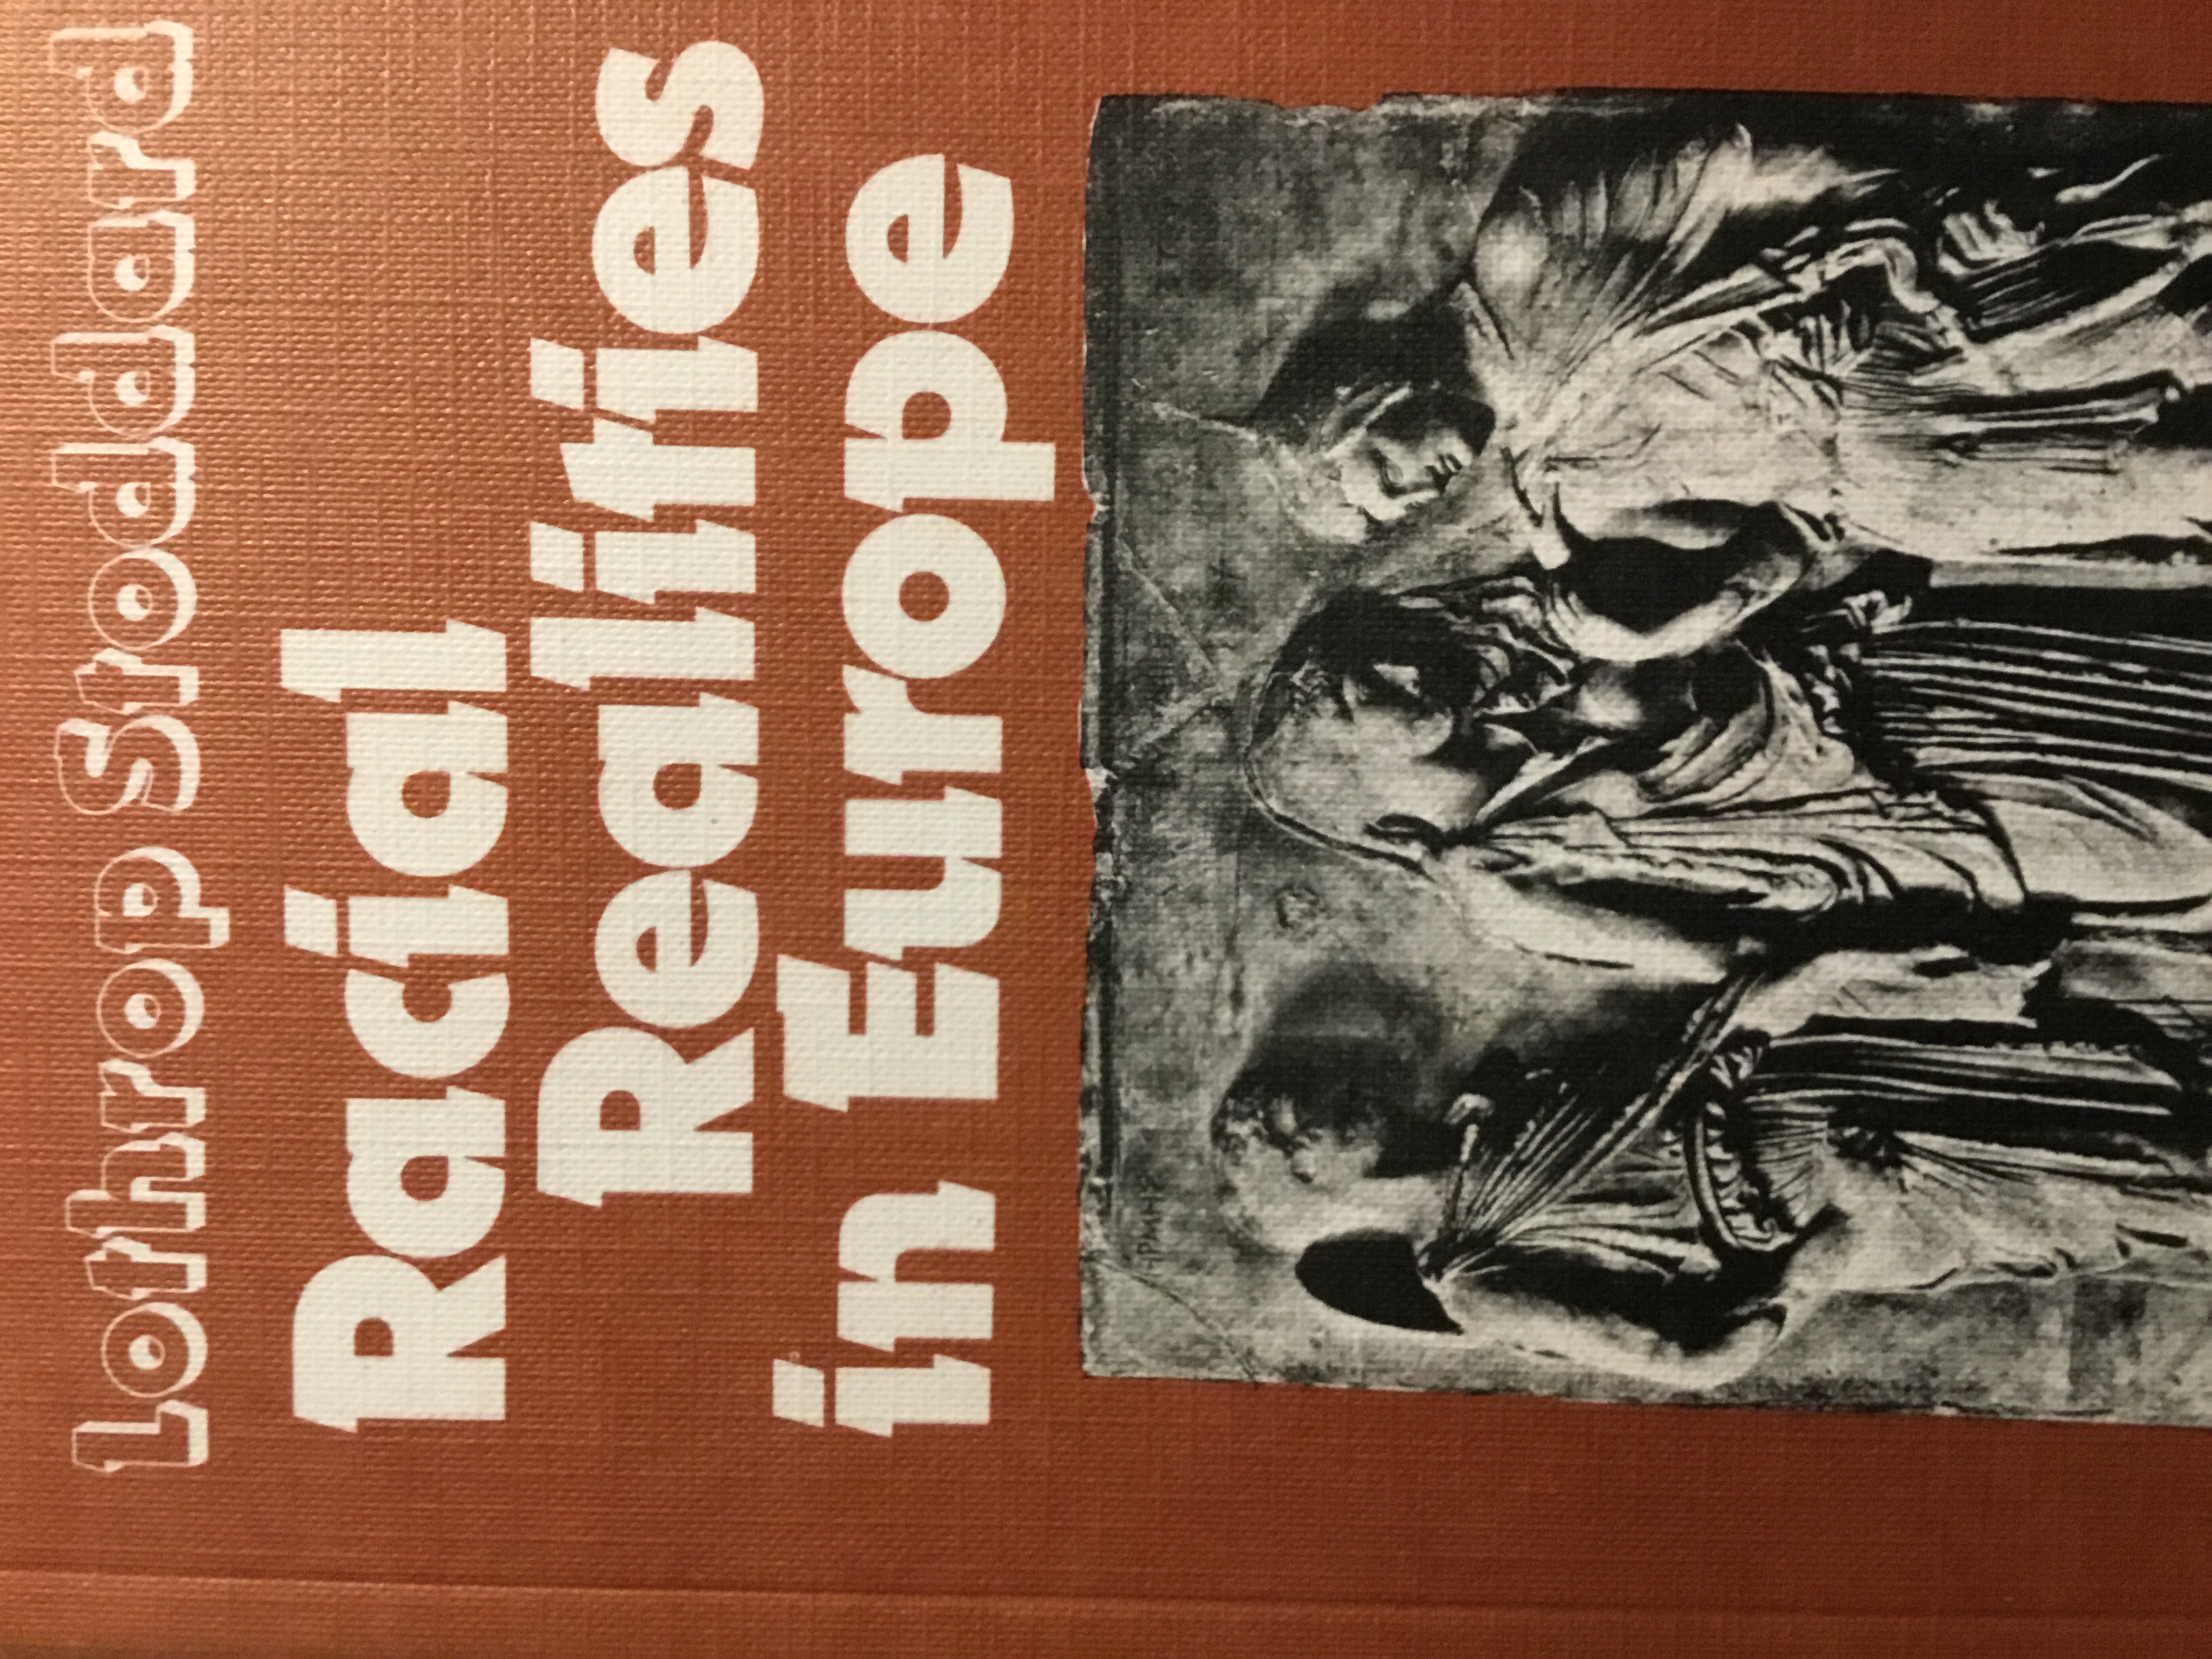 Lothrop Stoddard
Racial
Realities
in Europe